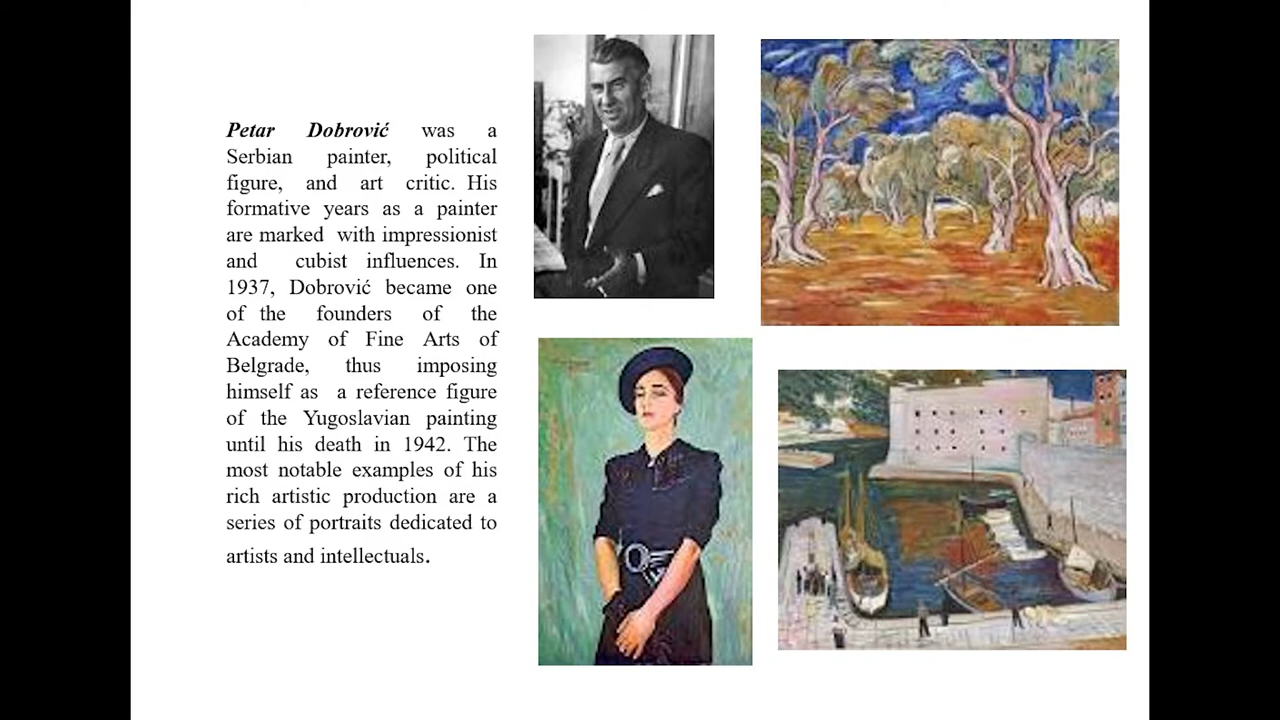 Petar Dobrović was a
Serbian painter, political
figure, and art critic. His
formative years as a painter
are marked with impressionist
and cubist influences. In
1937, Dobrović became one
of the founders of the
Academy of Fine Arts of
Belgrade, thus imposing
himself as a reference figure
of the Yugoslavian painting
until his death in 1942. The
most notable examples of his
rich artistic production are a
series of portraits dedicated to
artists and intellectuals.